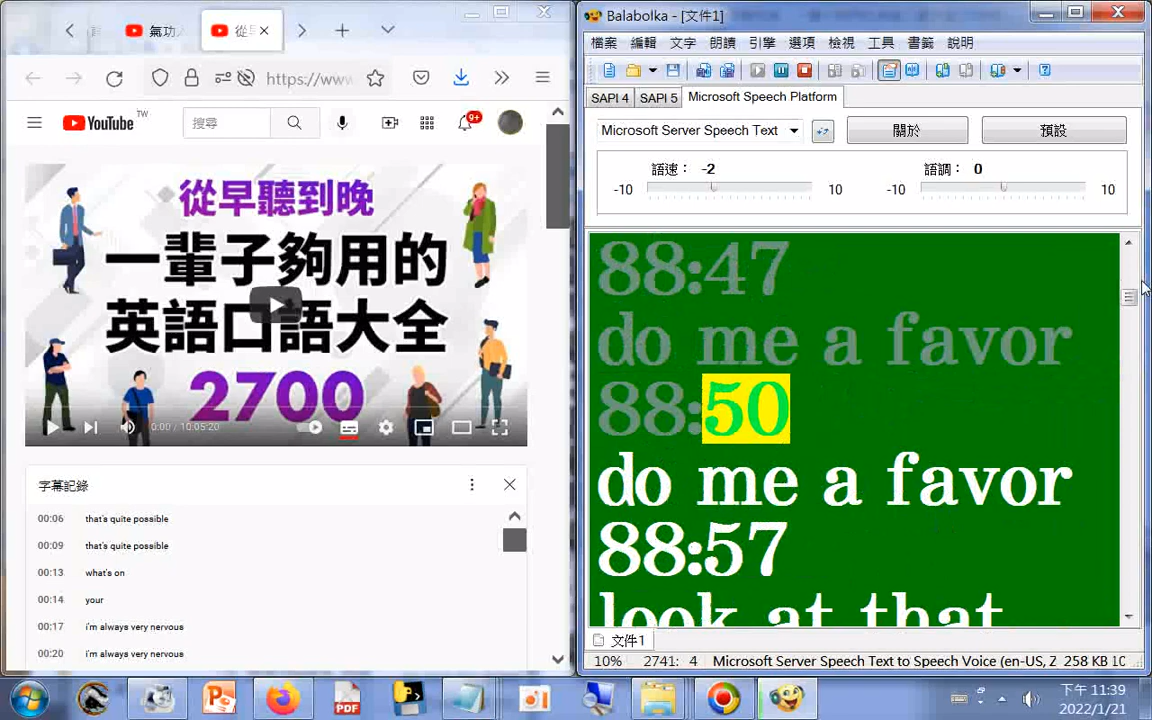 氣功
從
https://www
YouTube TW
搜尋
9+
從早聽到晚
一輩子夠用的
英語口語大全
2700
0:00 / 10:05:20
字幕記錄
00:06 that's quite possible
00:09 that's quite possible
00:13 what's on
00:14 your
00:17 i'm always very nervous
00:20 i'm always very nervous
Balabolka - [文件1]
檔案 編輯 文字 朗讀 引擎 選項 檢視 工具 書籤 說明
SAPI 4 SAPI 5 Microsoft Speech Platform
Microsoft Server Speech Text
關於
預設
語速： -2
-10 10
語調： 0
-10 10
88:47
do me a favor
88:50
do me a favor
88:57
look at that
文件1
10% 2741: 4 Microsoft Server Speech Text to Speech Voice (en-US, Z 258 KB
PDF
下午 11:39
2022/1/21